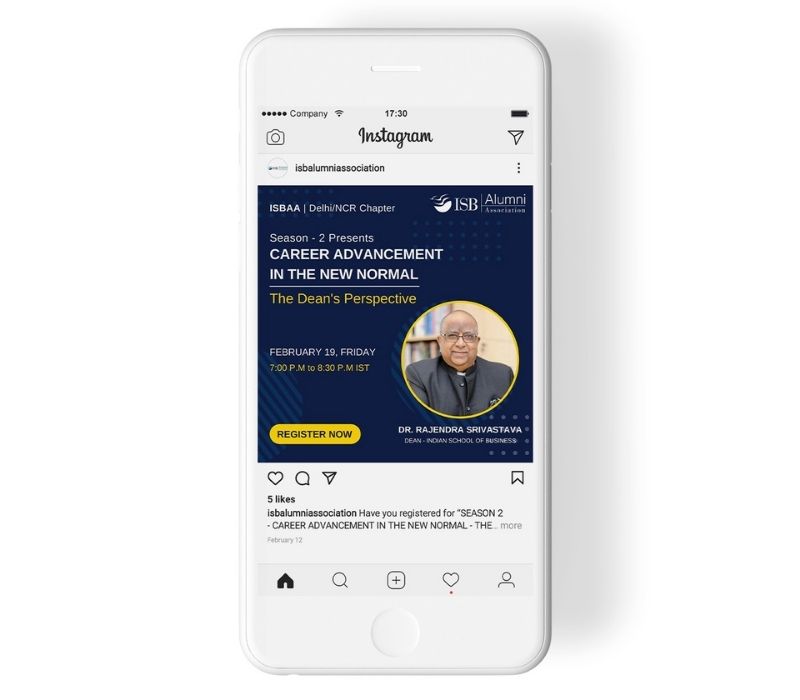 Company
17:30
Instagram
isbalumniassociation
ISBAA | Delhi/NCR Chapter
ISB Alumni
Association
Season - 2 Presents
CAREER ADVANCEMENT
IN THE NEW NORMAL
The Dean's Perspective
FEBRUARY 19, FRIDAY
7:00 P.M to 8:30 P.M IST
REGISTER NOW
DR. RAJENDRA SRIVASTAVA
DEAN - INDIAN SCHOOL OF BUSINESS
5 likes
isbalumniassociation Have you registered for “SEASON 2
- CAREER ADVANCEMENT IN THE NEW NORMAL - THE... more
February 12